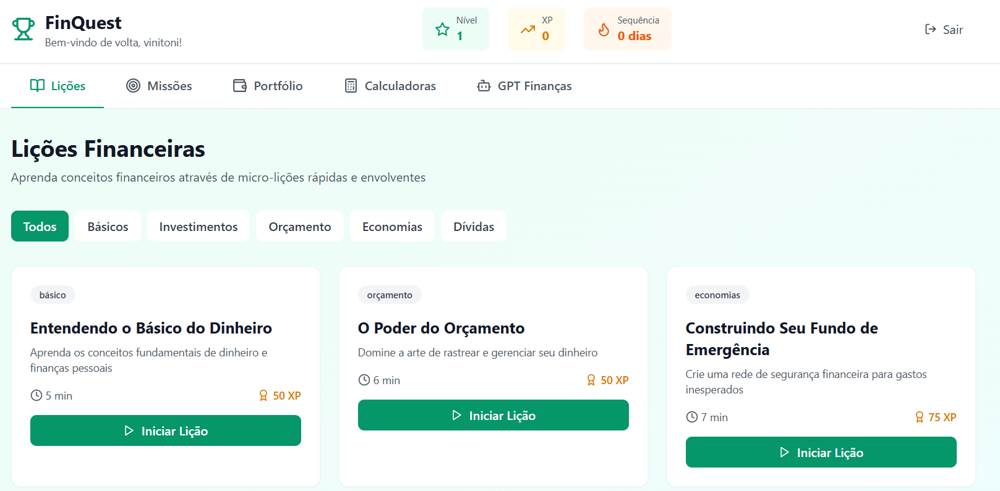 FinQuest
Bem-vindo de volta, vinitoni!
Nível
1
XP
0
Sequência
0 dias
Sair
Lições
Missões
Portfólio
Calculadoras
GPT Finanças
Lições Financeiras
Aprenda conceitos financeiros através de micro-lições rápidas e envolventes
Todos
Básicos
Investimentos
Orçamento
Economias
Dívidas
básico
Entendendo o Básico do Dinheiro
Aprenda os conceitos fundamentais de dinheiro e
finanças pessoais
5 min
50 XP
Iniciar Lição
orçamento
O Poder do Orçamento
Domine a arte de rastrear e gerenciar seu dinheiro
6 min
50 XP
Iniciar Lição
economias
Construindo Seu Fundo de
Emergência
Crie uma rede de segurança financeira para gastos
inesperados
7 min
75 XP
Iniciar Lição